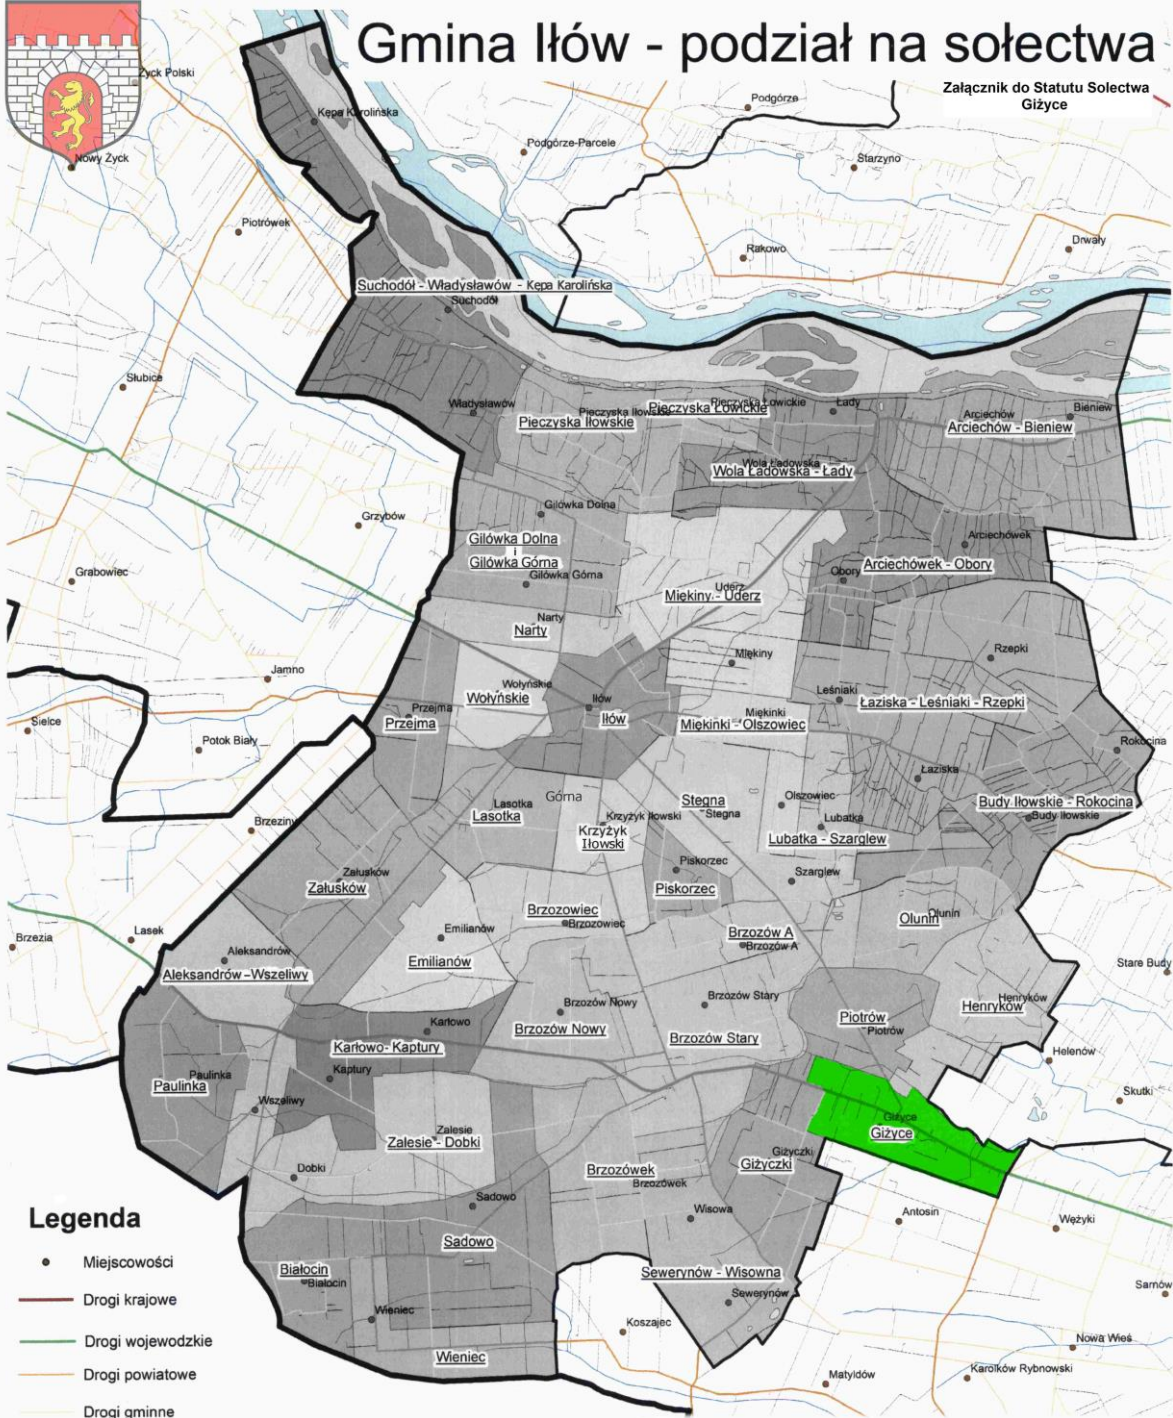 Gmina Iłów - podział na sołectwa
Załącznik do Statutu Solectwa
Giżyce
Życk Polski
Nowy Życk
Kępa Karolińska
Podgórze
Podgórze-Parcele
Starzyno
Piotrówek
Rakowo
Drwały
Suchodół - Władysławów - Kępa Karolińska
Suchodół
Słubice
Władysławów
Pieczyska Iłowskie
Pieczyska Iłowskie
Pieczyska Łowickie
Pieczyska Łowickie
Łady
Arciechów
Bieniew
Arciechów - Bieniew
Wola Ładowska
Wola Ładowska - Łady
Gilówka Dolna
Grzybów
Gilówka Dolna
i
Gilówka Górna
Gilówka Górna
Arciechówek
Arciechówek - Obory
Obory
Grabowiec
Uderz
Miękiny - Uderz
Narty
Narty
Miękiny
Rzepki
Jamno
Wołyńskie
Wołyńskie
Leśniaki
Łaziska - Leśniaki - Rzepki
Iłów
Iłów
Przejma
Przejma
Miękinki
Miękinki - Olszowiec
Sielce
Potok Biały
Rokocina
Łaziska
Górna
Lasotka
Lasotka
Stegna
Stegna
Olszowiec
Budy Iłowskie - Rokocina
Budy Iłowskie
Brzeziny
Krzyżyk Iłowski
Krzyżyk
Iłowski
Lubatka
Lubatka - Szarglew
Załusków
Załusków
Piskorzec
Piskorzec
Szarglew
Brzozowiec
Brzozowiec
Olunin
Olunin
Brzezia
Lasek
Emilianów
Emilianów
Brzozów A
Brzozów A
Aleksandrów
Aleksandrów - Wszeliwy
Stare Budy
Brzozów Nowy
Brzozów Nowy
Brzozów Stary
Brzozów Stary
Henryków
Henryków
Piotrów
Piotrów
Karłowo
Karłowo- Kaptury
Kaptury
Helenów
Paulinka
Paulinka
Skutki
Wszeliwy
Giżyce
Giżyce
Zalesie
Zalesie - Dobki
Giżyczki
Giżyczki
Dobki
Brzozówek
Brzozówek
Sadowo
Wisowa
Antosin
Wężyki
Sadowo
Białocin
Białocin
Sewerynów - Wisowna
Sewerynów
Sarnów
Wieniec
Koszajec
Nowa Wieś
Wieniec
Matyldów
Karolków Rybnowski
Legenda
Miejscowości
Drogi krajowe
Drogi wojewodzkie
Drogi powiatowe
Drogi gminne